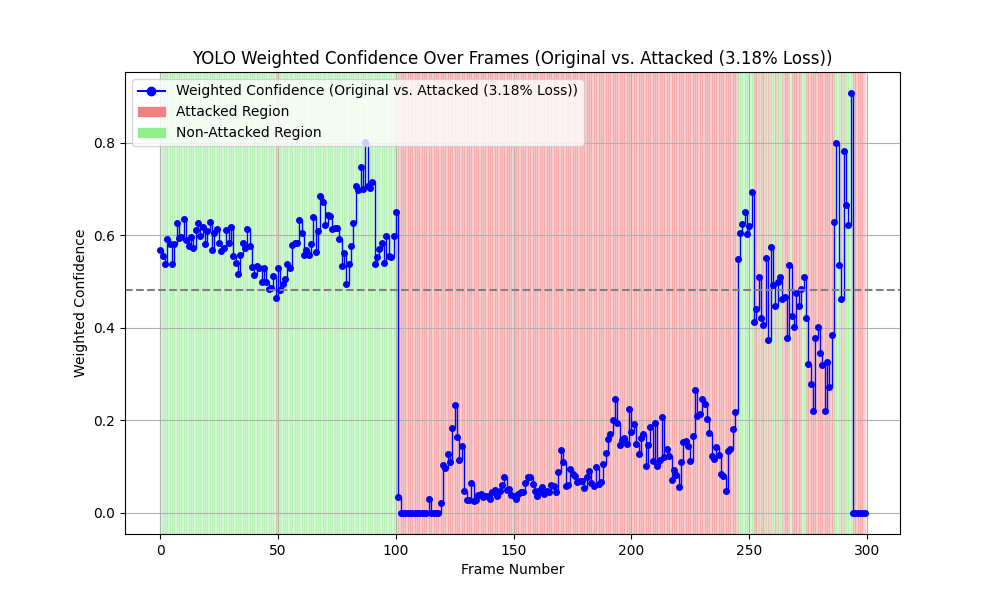 YOLO Weighted Confidence Over Frames (Original vs. Attacked (3.18% Loss))
Weighted Confidence (Original vs. Attacked (3.18% Loss))
Attacked Region
Non-Attacked Region
Weighted Confidence
0.8
0.6
0.4
0.2
0.0
0 50 100 150 200 250 300
Frame Number